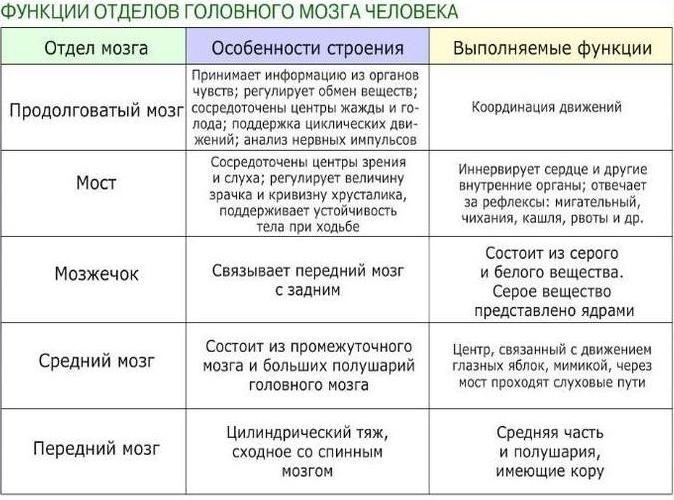 ФУНКЦИИ ОТДЕЛОВ ГОЛОВНОГО МОЗГА ЧЕЛОВЕКА
Отдел мозга
Особенности строения
Выполняемые функции
Продолговатый мозг
Принимает информацию из органов
чувств; регулирует обмен веществ;
сосредоточены центры жажды и го-
лода; поддержка циклических дви-
жений; анализ нервных импульсов
Координация движений
Мост
Сосредоточены центры зрения
и слуха; регулирует величину
зрачка и кривизну хрусталика,
поддерживает устойчивость
тела при ходьбе
Иннервирует сердце и другие
внутренние органы; отвечает
за рефлексы: мигательный,
чихания, кашля, рвоты и др.
Мозжечок
Связывает передний мозг
с задним
Состоит из серого
и белого вещества.
Серое вещество
представлено ядрами
Средний мозг
Состоит из промежуточного
мозга и больших полушарий
головного мозга
Центр, связанный с движением
глазных яблок, мимикой, через
мост проходят слуховые пути
Передний мозг
Цилиндрический тяж,
сходное со спинным
мозгом
Средняя часть
и полушария,
имеющие кору